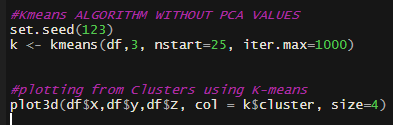 #Kmeans ALGORITHM WITHOUT PCA VALUES
set.seed(123)
k <- kmeans(df,3, nstart=25, iter.max=1000)
#plotting from Clusters using K-means
plot3d(df$X,df$y,df$Z, col = k$cluster, size=4)